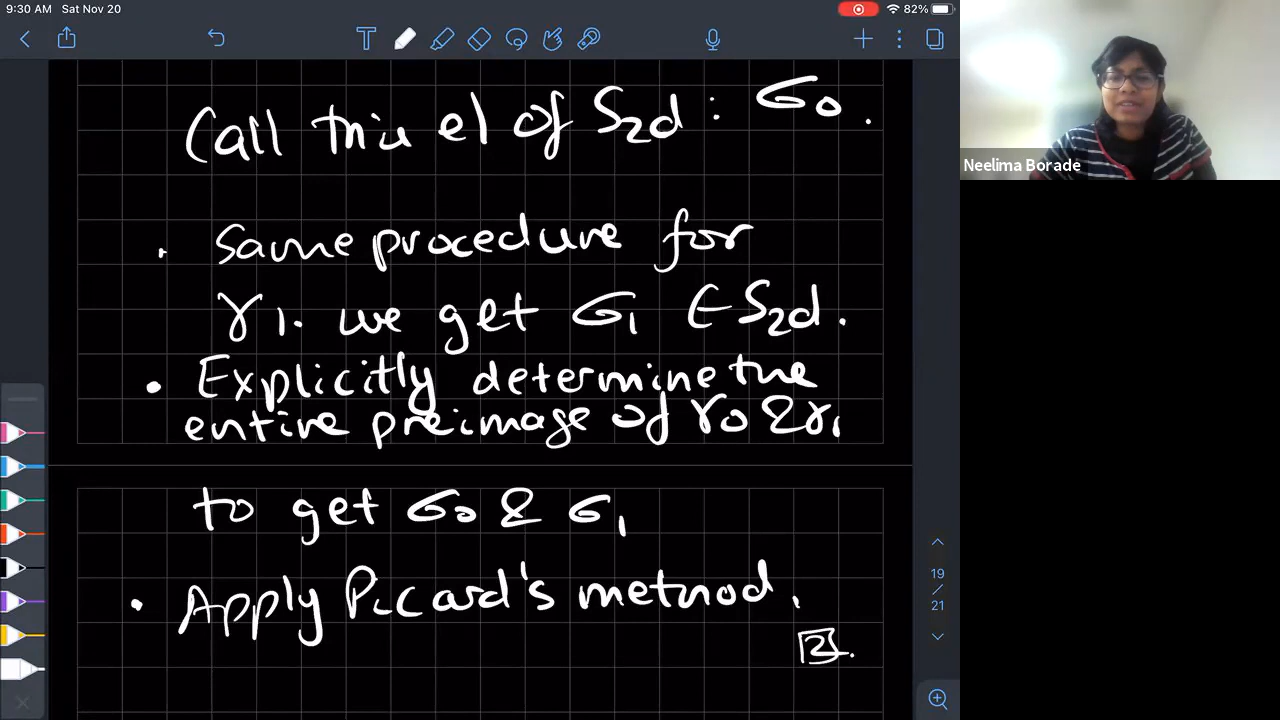 9:30 AM Sat Nov 20
82%
Call this el of S₂d : σ₀.
Neelima Borade
• Same procedure for
γ₁. we get σ₁ ∈ S₂d.
• Explicitly determine the
entire preimage of γ₀ & γ₁
to get σ₀ & σ₁
• Apply Picard's method.
19
/
21